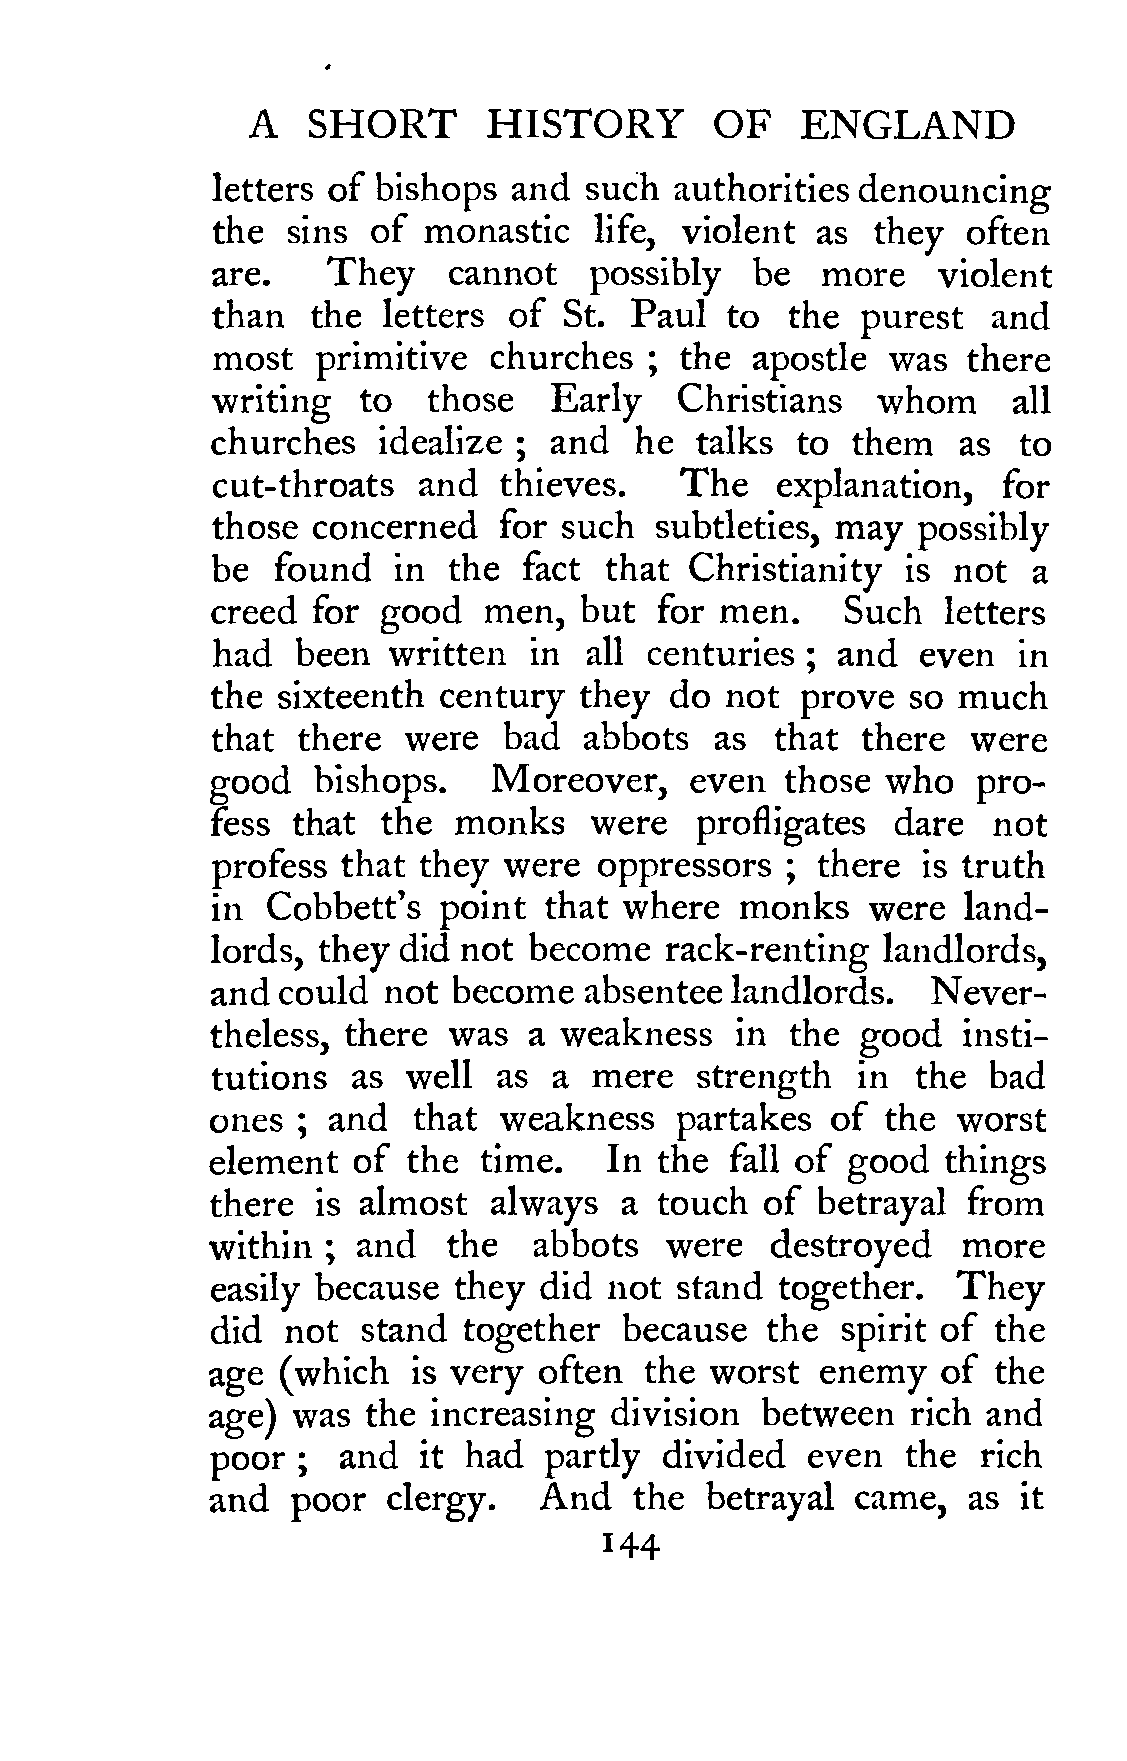 A SHORT HISTORY OF ENGLAND
letters of bishops and such authorities denouncing
the sins of monastic life, violent as they often
are. They cannot possibly be more violent
than the letters of St. Paul to the purest and
most primitive churches ; the apostle was there
writing to those Early Christians whom all
churches idealize ; and he talks to them as to
cut-throats and thieves. The explanation, for
those concerned for such subtleties, may possibly
be found in the fact that Christianity is not a
creed for good men, but for men. Such letters
had been written in all centuries ; and even in
the sixteenth century they do not prove so much
that there were bad abbots as that there were
good bishops. Moreover, even those who pro-
fess that the monks were profligates dare not
profess that they were oppressors ; there is truth
in Cobbett's point that where monks were land-
lords, they did not become rack-renting landlords,
and could not become absentee landlords. Never-
theless, there was a weakness in the good insti-
tutions as well as a mere strength in the bad
ones ; and that weakness partakes of the worst
element of the time. In the fall of good things
there is almost always a touch of betrayal from
within ; and the abbots were destroyed more
easily because they did not stand together. They
did not stand together because the spirit of the
age (which is very often the worst enemy of the
age) was the increasing division between rich and
poor ; and it had partly divided even the rich
and poor clergy. And the betrayal came, as it
144